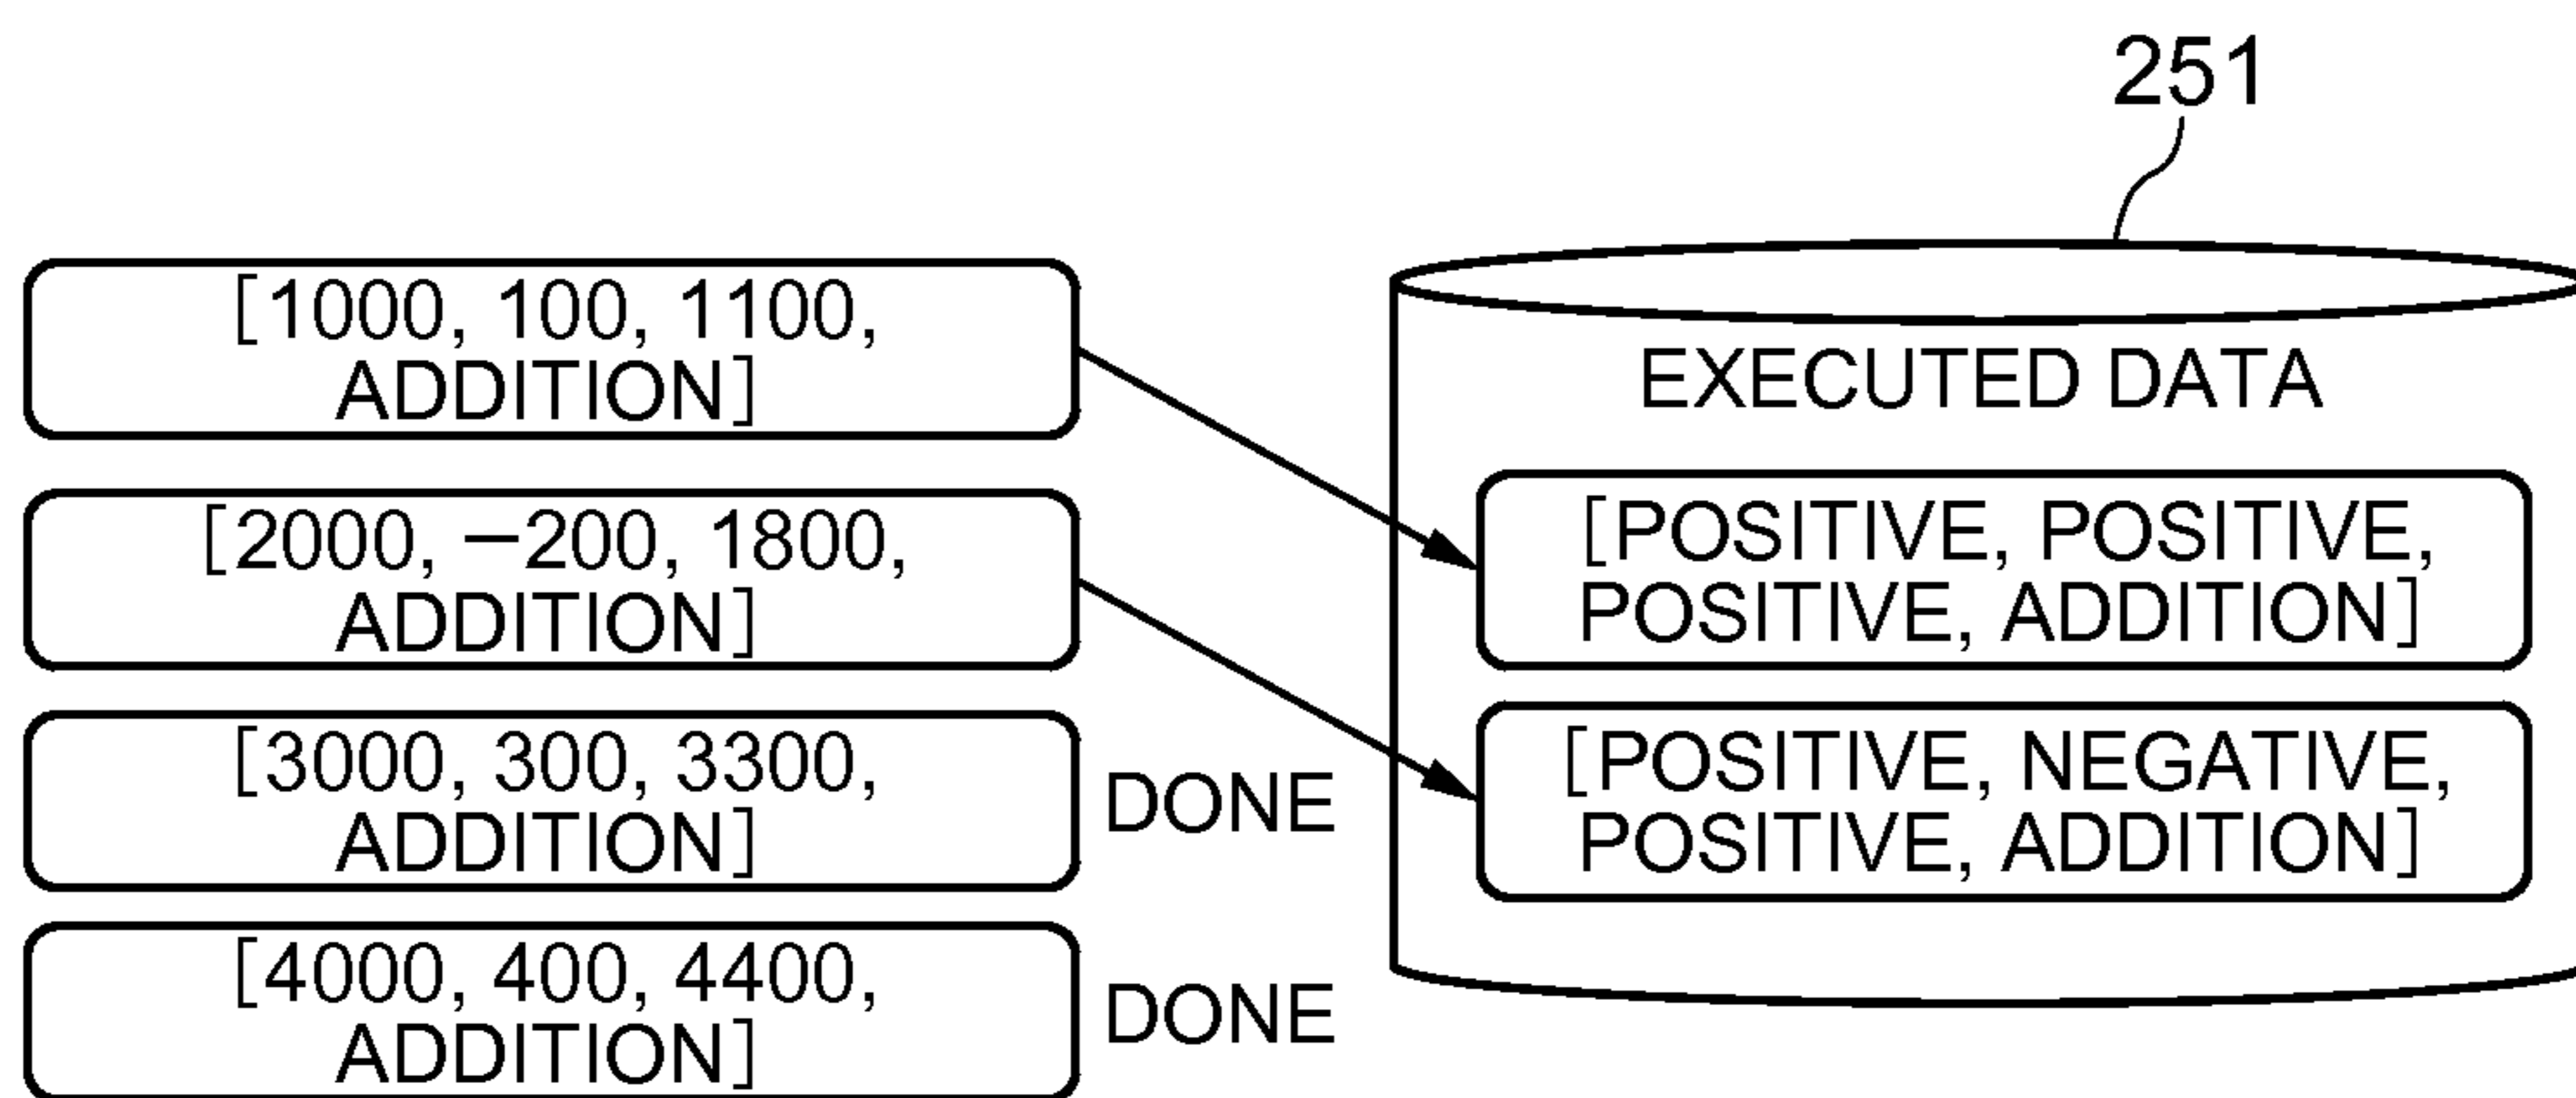 251
[1000, 100, 1100,
ADDITION]
[2000, −200, 1800,
ADDITION]
[3000, 300, 3300,
ADDITION]
DONE
[4000, 400, 4400,
ADDITION]
DONE
EXECUTED DATA
[POSITIVE, POSITIVE,
POSITIVE, ADDITION]
[POSITIVE, NEGATIVE,
POSITIVE, ADDITION]